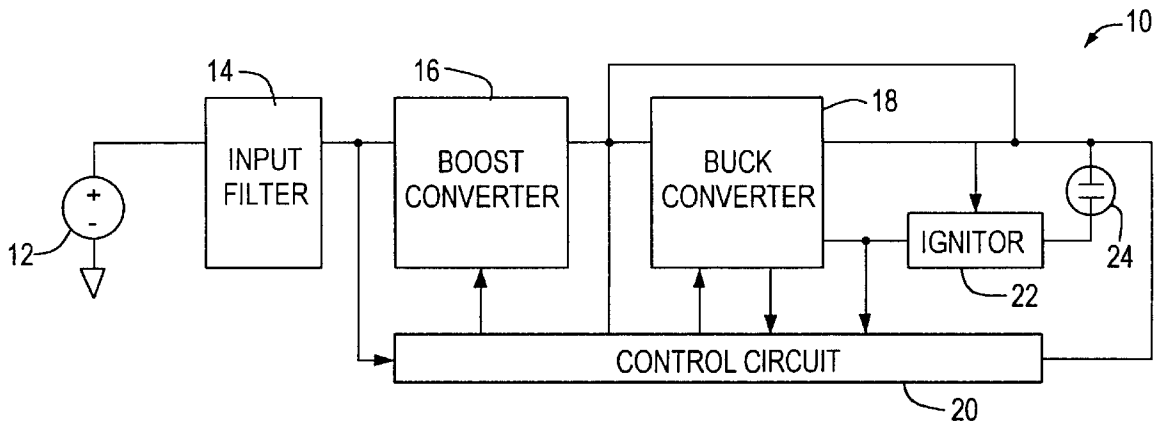 10
14
16
18
INPUT
FILTER
BOOST
CONVERTER
BUCK
CONVERTER
+
-
12
IGNITOR
24
22
CONTROL CIRCUIT
20